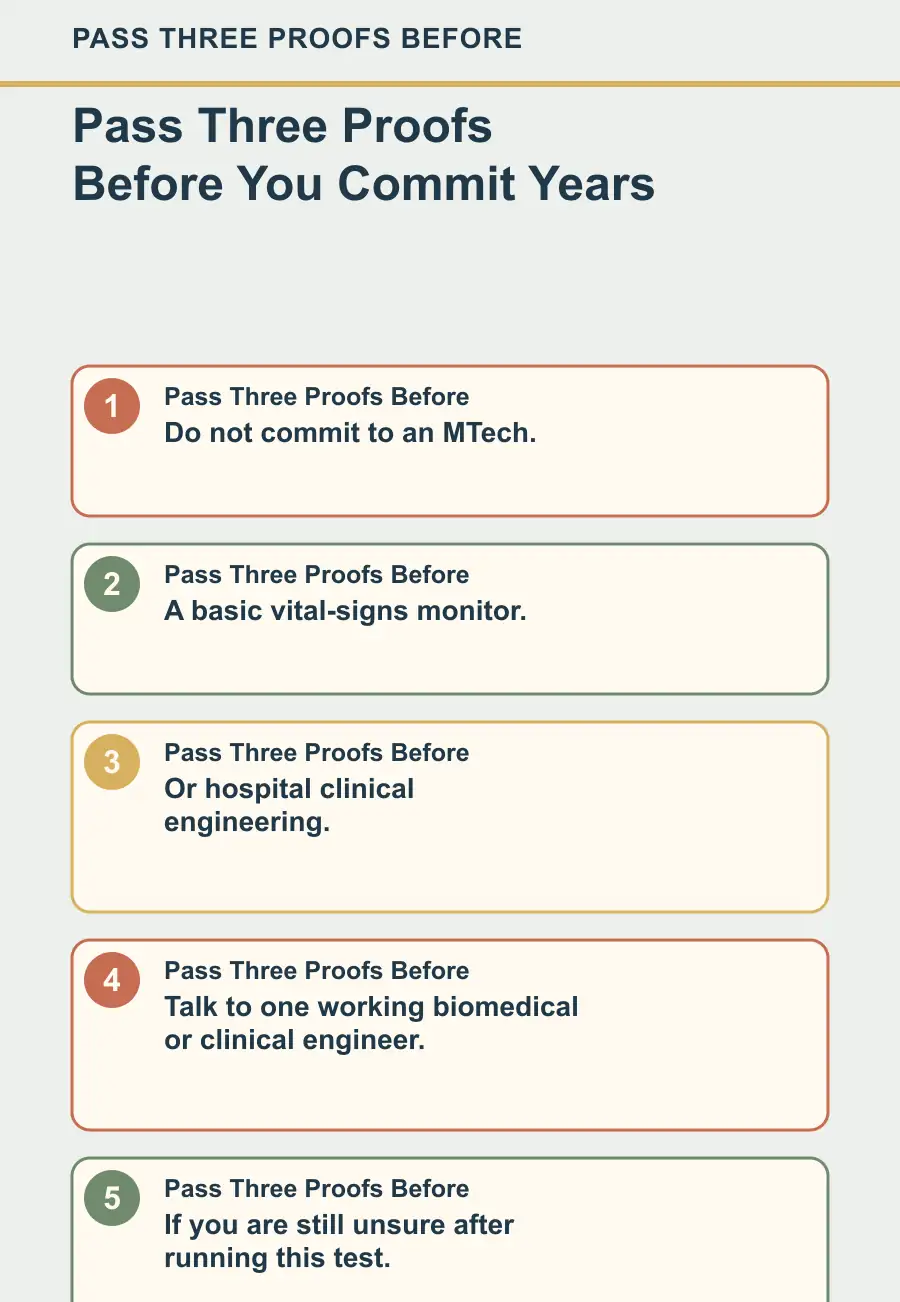 PASS THREE PROOFS BEFORE
Pass Three Proofs
Before You Commit Years
1
Pass Three Proofs Before
Do not commit to an MTech.
2
Pass Three Proofs Before
A basic vital-signs monitor.
3
Pass Three Proofs Before
Or hospital clinical
engineering.
4
Pass Three Proofs Before
Talk to one working biomedical
or clinical engineer.
5
Pass Three Proofs Before
If you are still unsure after
running this test.